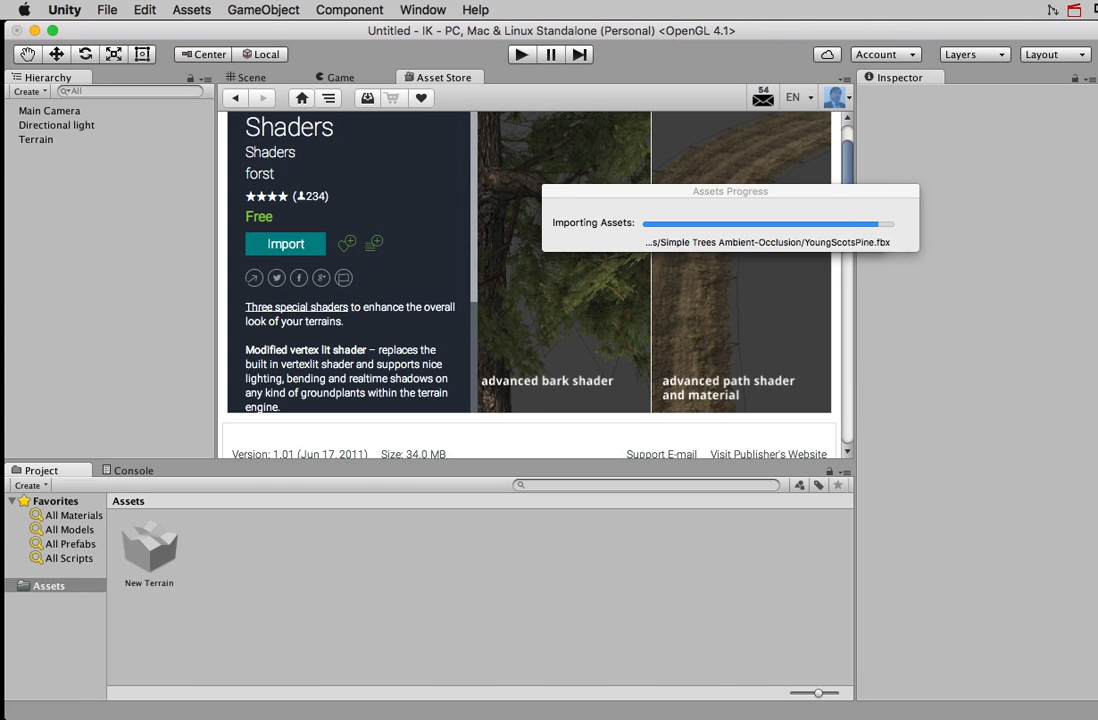 Unity File Edit Assets GameObject Component Window Help
Untitled - IK - PC, Mac & Linux Standalone (Personal) <OpenGL 4.1>
Center Local Account Layers Layout
Hierarchy Scene Game Asset Store Inspector
Create All
54 EN
Main Camera
Directional light
Terrain
Shaders
Shaders
forst
(234)
Free
Import
Assets Progress
Importing Assets:
...s/Simple Trees Ambient-Occlusion/YoungScotsPine.fbx
Three special shaders to enhance the overall
look of your terrains.
Modified vertex lit shader – replaces the
built in vertexlit shader and supports nice
lighting, bending and realtime shadows on
any kind of groundplants within the terrain
engine.
advanced bark shader
advanced path shader
and material
Version: 1.01 (Jun 17, 2011) Size: 34.0 MB Support E-mail Visit Publisher's Website
Project Console
Create
Favorites
All Materials
All Models
All Prefabs
All Scripts
Assets
Assets
New Terrain